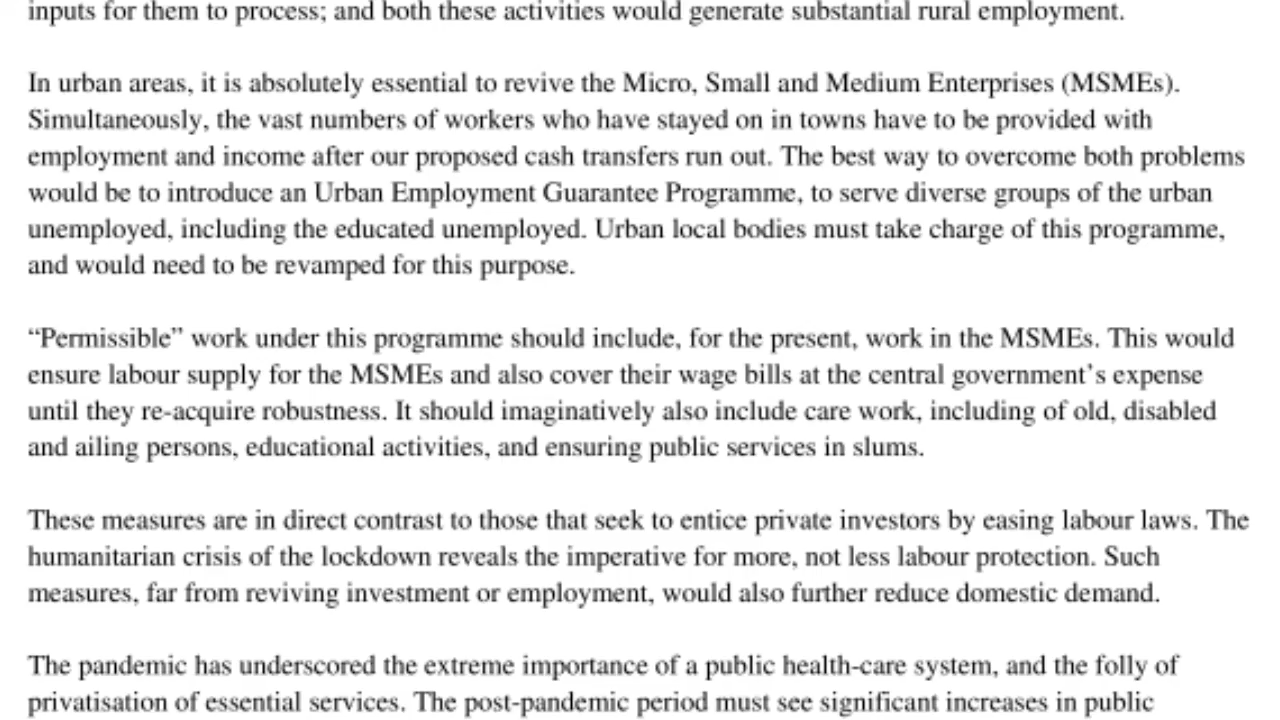 inputs for them to process; and both these activities would generate substantial rural employment.
In urban areas, it is absolutely essential to revive the Micro, Small and Medium Enterprises (MSMEs).
Simultaneously, the vast numbers of workers who have stayed on in towns have to be provided with
employment and income after our proposed cash transfers run out. The best way to overcome both problems
would be to introduce an Urban Employment Guarantee Programme, to serve diverse groups of the urban
unemployed, including the educated unemployed. Urban local bodies must take charge of this programme,
and would need to be revamped for this purpose.
“Permissible” work under this programme should include, for the present, work in the MSMEs. This would
ensure labour supply for the MSMEs and also cover their wage bills at the central government’s expense
until they re-acquire robustness. It should imaginatively also include care work, including of old, disabled
and ailing persons, educational activities, and ensuring public services in slums.
These measures are in direct contrast to those that seek to entice private investors by easing labour laws. The
humanitarian crisis of the lockdown reveals the imperative for more, not less labour protection. Such
measures, far from reviving investment or employment, would also further reduce domestic demand.
The pandemic has underscored the extreme importance of a public health-care system, and the folly of
privatisation of essential services. The post-pandemic period must see significant increases in public